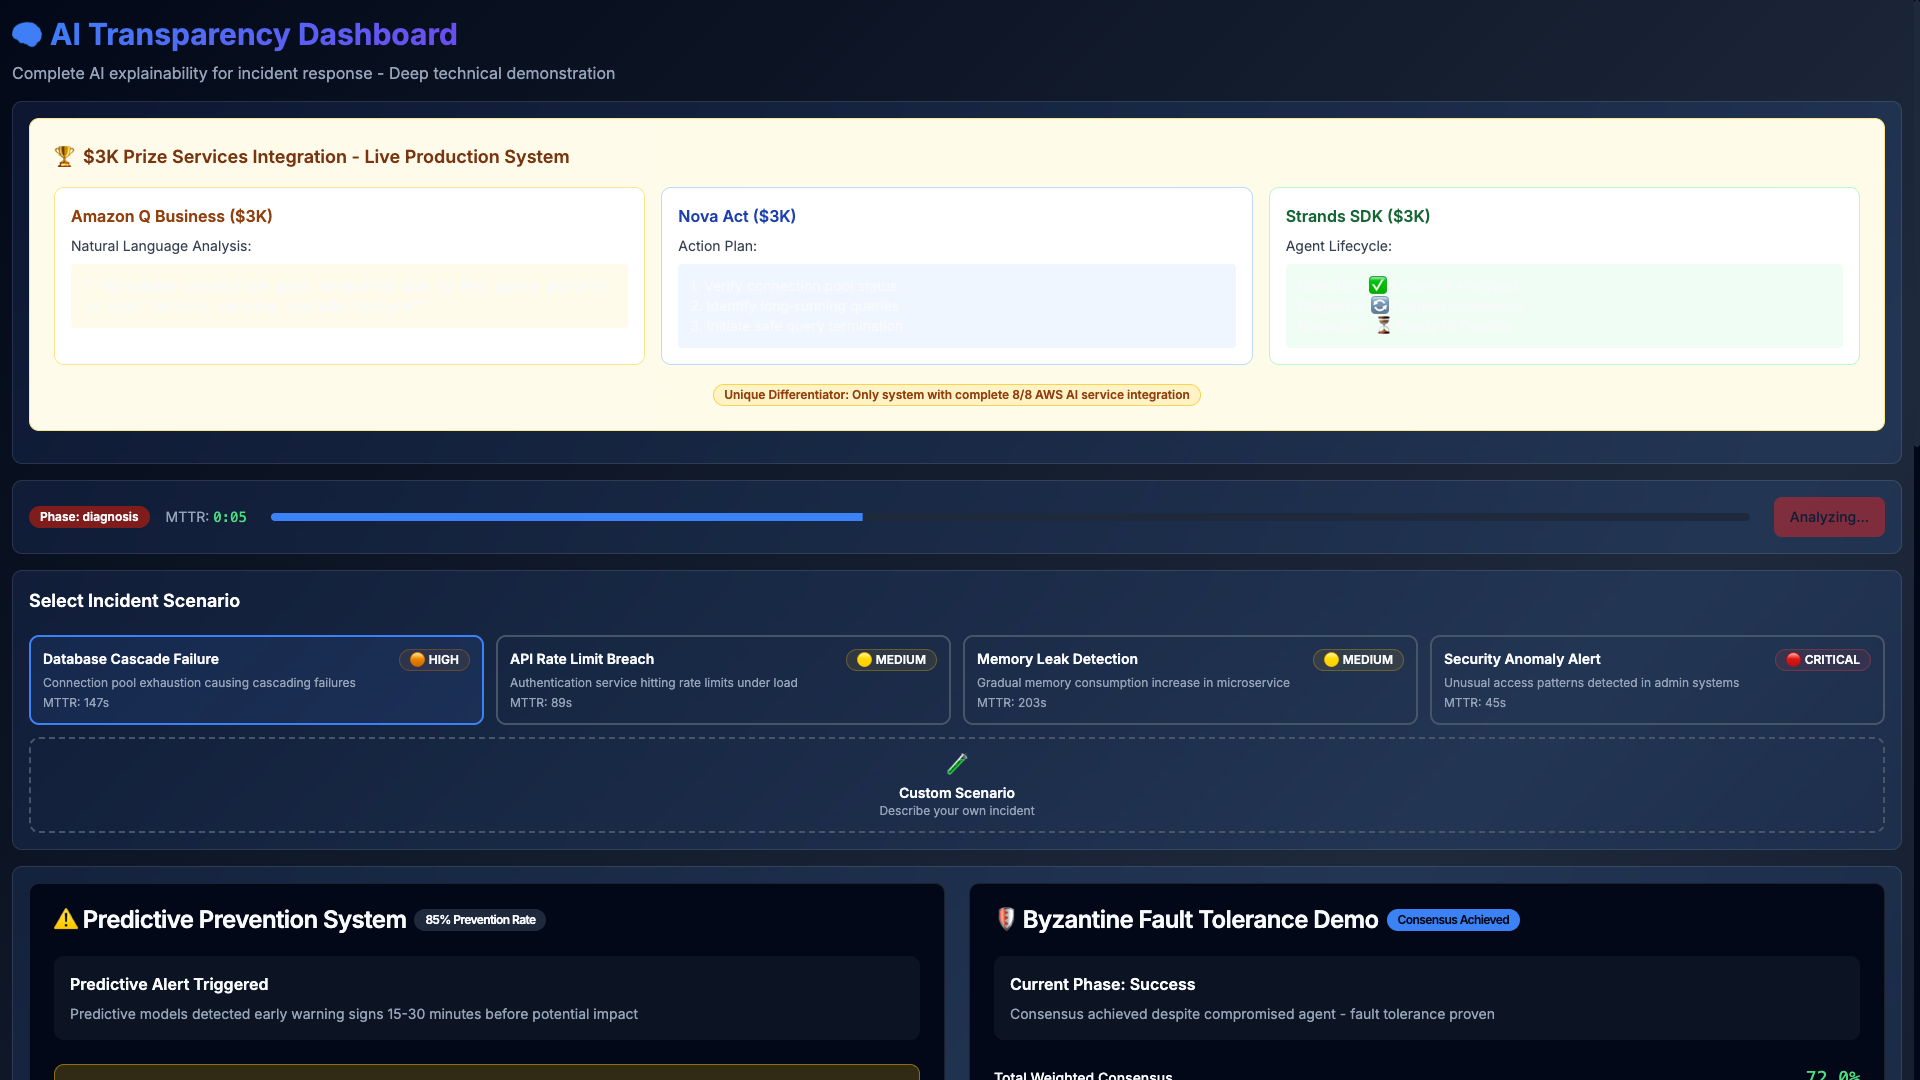 AI Transparency Dashboard
Complete AI explainability for incident response - Deep technical demonstration
$3K Prize Services Integration - Live Production System
Amazon Q Business ($3K)
Natural Language Analysis:
Nova Act ($3K)
Action Plan:
1. Verify connection pool status
2. Identify long-running queries
3. Initiate safe query termination
Strands SDK ($3K)
Agent Lifecycle:
Unique Differentiator: Only system with complete 8/8 AWS AI service integration
Phase: diagnosis
MTTR: 0:05
Analyzing...
Select Incident Scenario
Database Cascade Failure
HIGH
Connection pool exhaustion causing cascading failures
MTTR: 147s
API Rate Limit Breach
MEDIUM
Authentication service hitting rate limits under load
MTTR: 89s
Memory Leak Detection
MEDIUM
Gradual memory consumption increase in microservice
MTTR: 203s
Security Anomaly Alert
CRITICAL
Unusual access patterns detected in admin systems
MTTR: 45s
Custom Scenario
Describe your own incident
Predictive Prevention System
85% Prevention Rate
Predictive Alert Triggered
Predictive models detected early warning signs 15-30 minutes before potential impact
Byzantine Fault Tolerance Demo
Consensus Achieved
Current Phase: Success
Consensus achieved despite compromised agent - fault tolerance proven
Total Weighted Consensus
72.0%